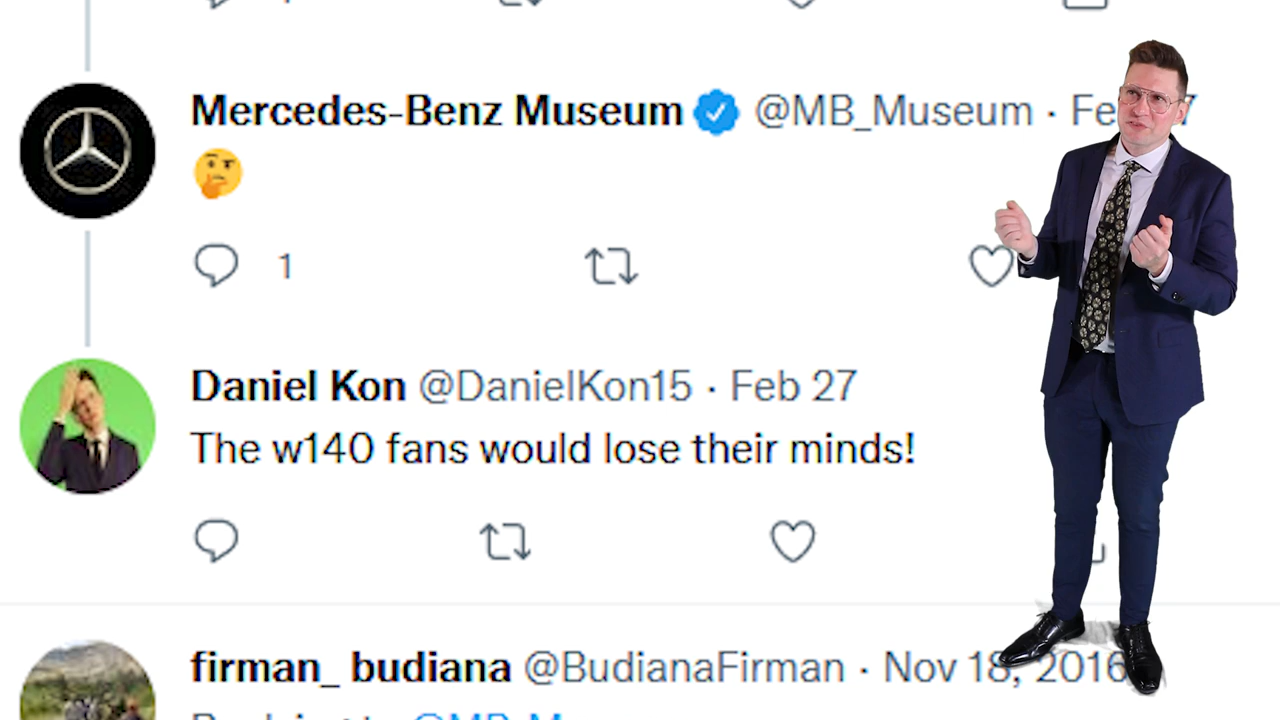 Mercedes-Benz Museum @MB_Museum · Fe 7
1
Daniel Kon @DanielKon15 · Feb 27
The w140 fans would lose their minds!
firman_ budiana @BudianaFirman · Nov 18, 2016